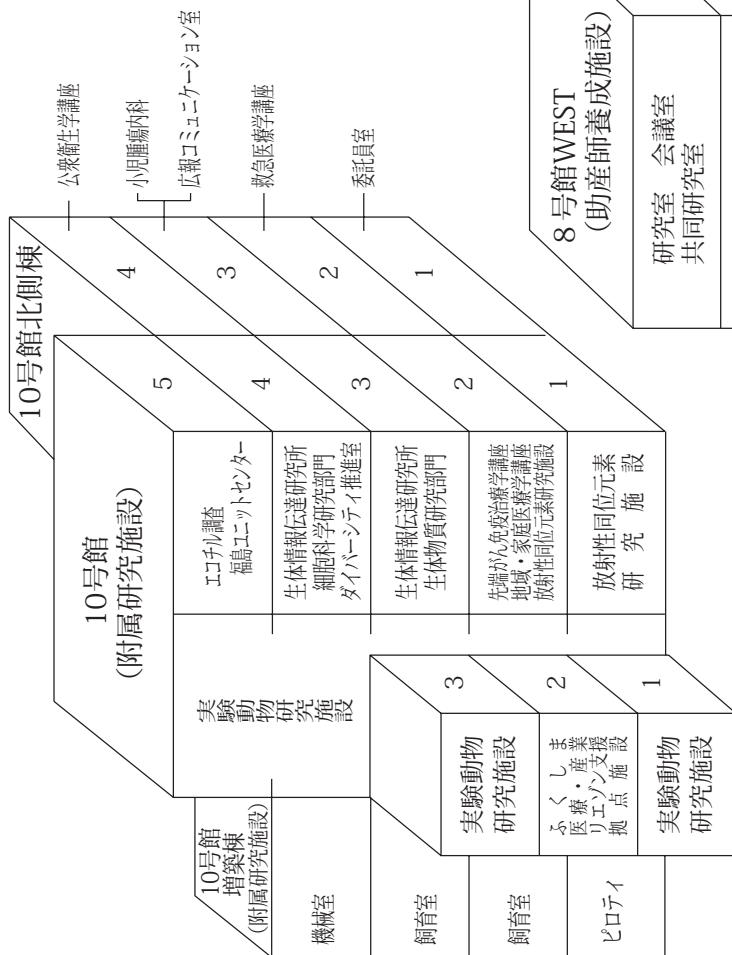 10号館北側棟
公衆衛生学講座
4
小児腫瘍内科
広報コミュニケーション室
3
救急医療学講座
2
委託員室
1
10号館
(附属研究施設)
5
エコチル調査
福島ユニットセンター
4
生体情報伝達研究所
細胞科学研究部門
ダイバーシティ推進室
3
生体情報伝達研究所
生体物質研究部門
2
先端がん免疫治療学講座
地域・家庭医療学講座
放射性同位元素研究施設
1
放射性同位元素
研究施設
実験動物研究施設
3
実験動物
研究施設
2
ふくしま
医療・産業
リエゾン支援
拠点施設
1
実験動物
研究施設
10号館
増築棟
(附属研究施設)
機械室
飼育室
飼育室
ピロティ
8号館WEST
(助産師養成施設)
研究室 会議室
共同研究室